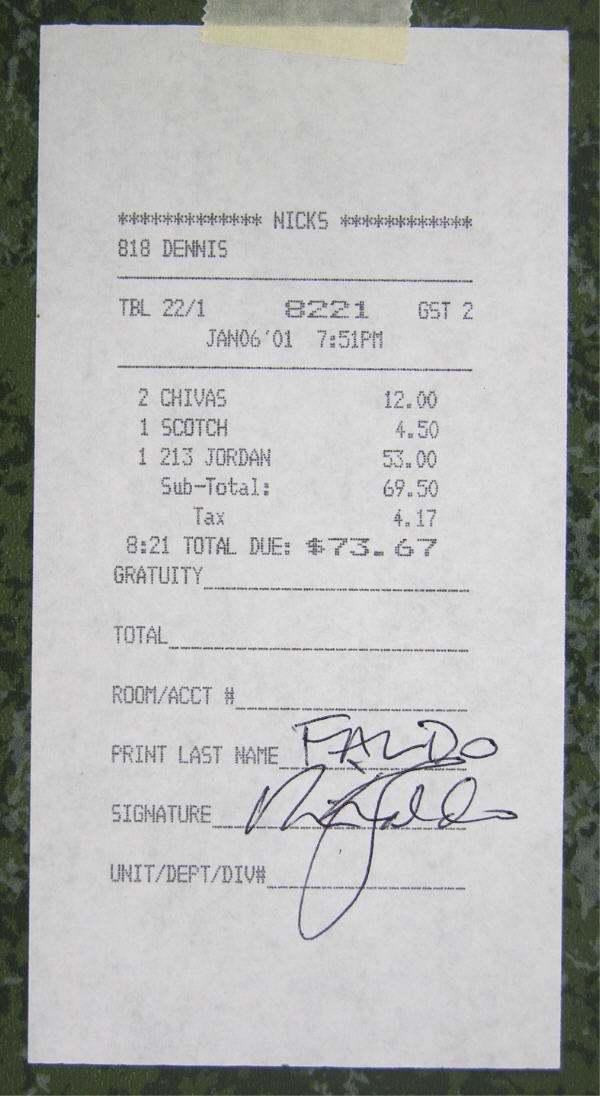 ************* NICKS ************
818 DENNIS
TBL 22/1 8221 GST 2
JAN06'01 7:51PM
2 CHIVAS 12.00
1 SCOTCH 4.50
1 213 JORDAN 53.00
Sub-Total: 69.50
Tax 4.17
8:21 TOTAL DUE: $73.67
GRATUITY
TOTAL
ROOM/ACCT #
PRINT LAST NAME FALDO
SIGNATURE Nick Faldo
UNIT/DEPT/DIV#